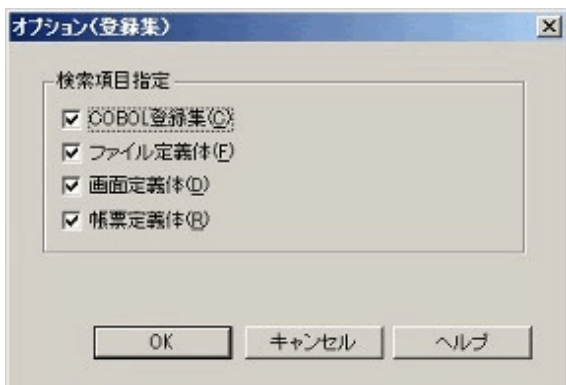 オプション(登録集)
検索項目指定
COBOL登録集(C)
ファイル定義体(F)
画面定義体(D)
帳票定義体(R)
OK キャンセル ヘルプ